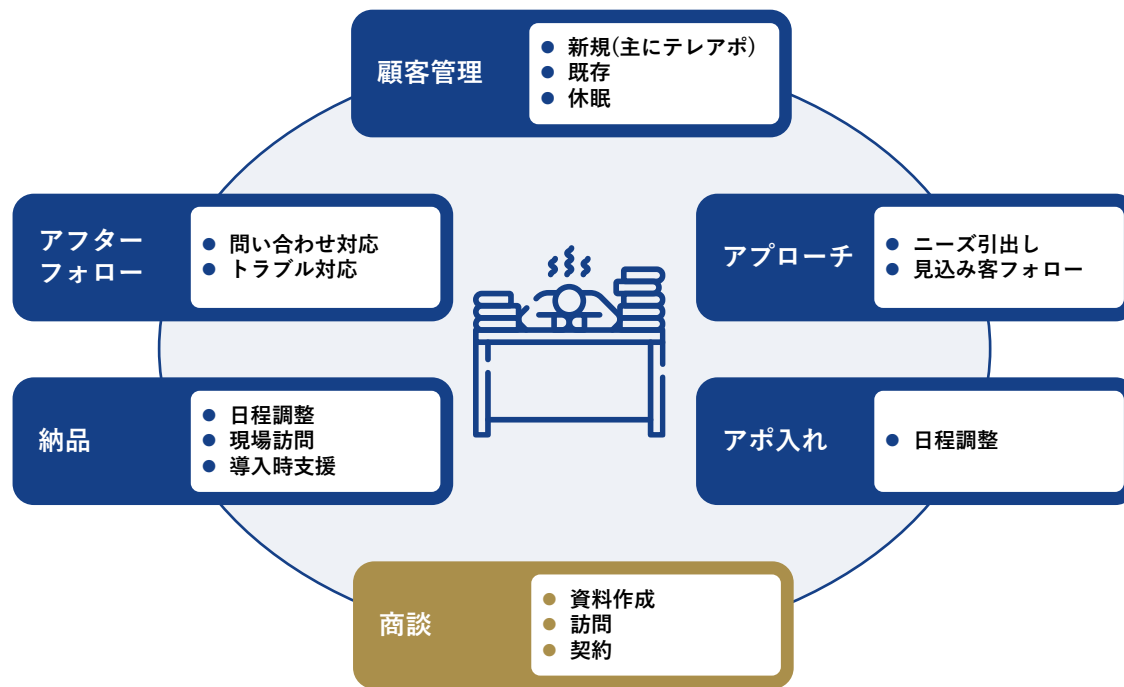 顧客管理
● 新規(主にテレアポ)
● 既存
● 休眠
アプローチ
● ニーズ引出し
● 見込み客フォロー
アポ入れ
● 日程調整
商談
● 資料作成
● 訪問
● 契約
納品
● 日程調整
● 現場訪問
● 導入時支援
アフター
フォロー
● 問い合わせ対応
● トラブル対応